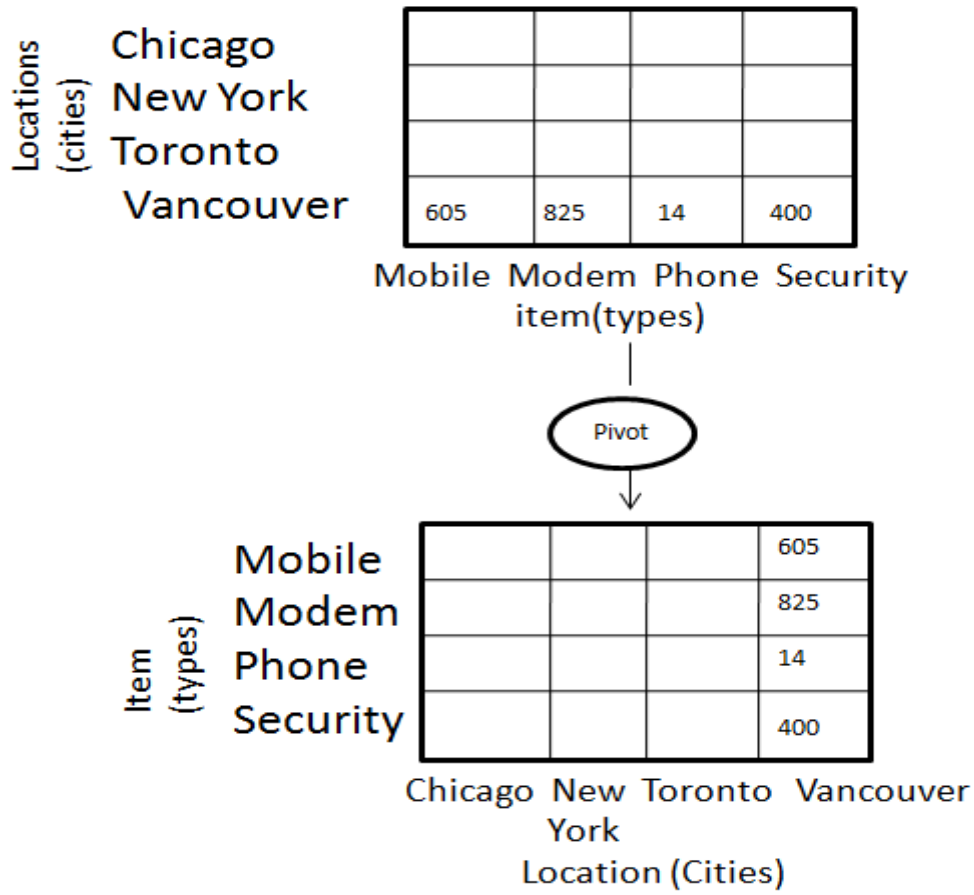 Locations
(cities)
Chicago
New York
Toronto
Vancouver
605 825 14 400
Mobile Modem Phone Security
item(types)
Pivot
Item
(types)
Mobile 605
Modem 825
Phone 14
Security 400
Chicago New Toronto Vancouver
York
Location (Cities)